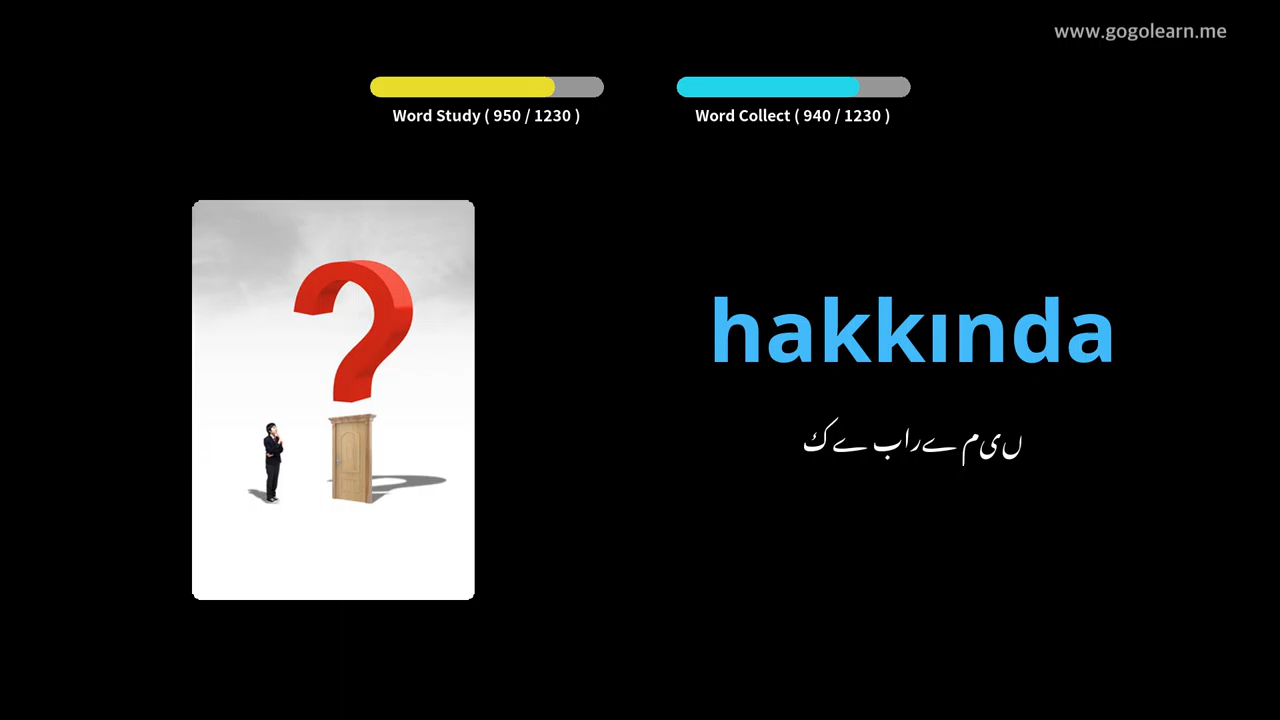 www.gogolearn.me
Word Study ( 950 / 1230 )
Word Collect ( 940 / 1230 )
hakkında
کے بارے میں